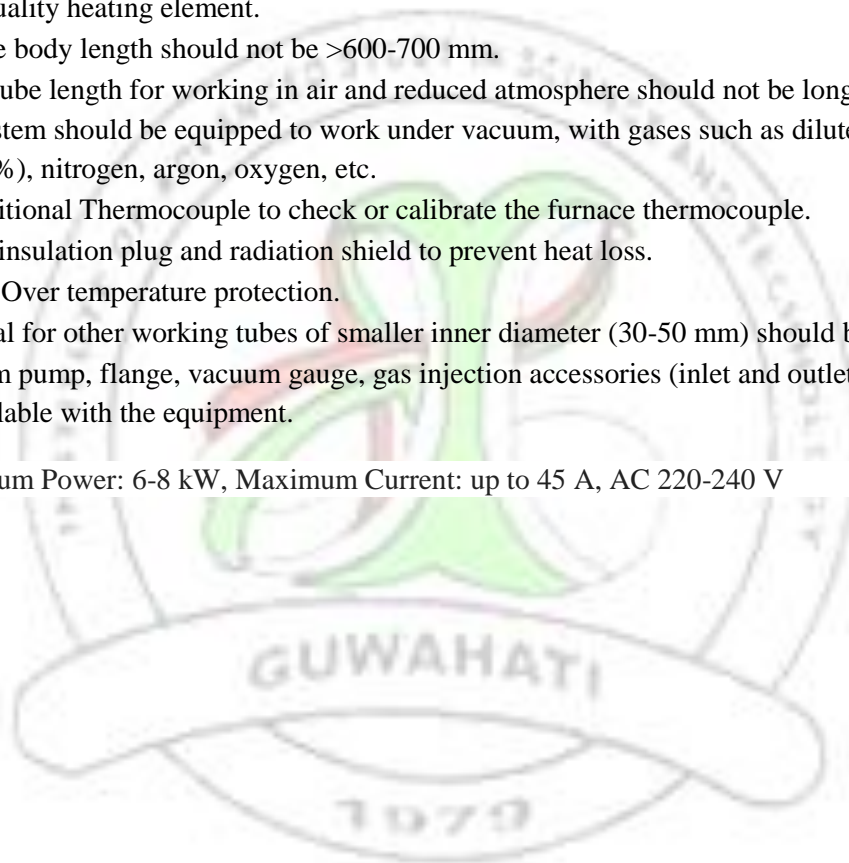 uality heating element.
e body length should not be >600-700 mm.
ube length for working in air and reduced atmosphere should not be long
stem should be equipped to work under vacuum, with gases such as dilute
%), nitrogen, argon, oxygen, etc.
itional Thermocouple to check or calibrate the furnace thermocouple.
insulation plug and radiation shield to prevent heat loss.
Over temperature protection.
al for other working tubes of smaller inner diameter (30-50 mm) should b
m pump, flange, vacuum gauge, gas injection accessories (inlet and outlet
lable with the equipment.
um Power: 6-8 kW, Maximum Current: up to 45 A, AC 220-240 V
GUWAHATI
1979